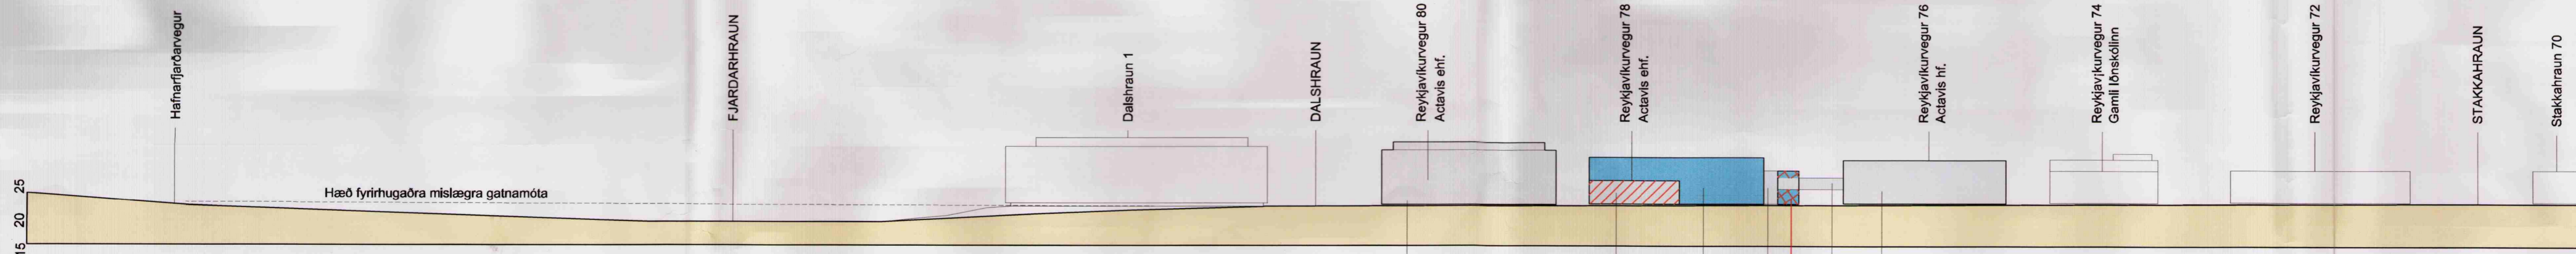 Hafnarfjarðarvegur
FJARDARHRAUN
Dalshraun 1
DALSHRAUN
Reykjavíkurvegur 80
Actavis ehf.
Reykjavíkurvegur 78
Actavis ehf.
Reykjavíkurvegur 76
Actavis hf.
Reykjavíkurvegur 74
Gamli Iðnskólinn
Reykjavíkurvegur 72
STAKKAHRAUN
Stakkahraun 70
Hæð fyrirhugaðra mislægra gatnamóta
25
20
15